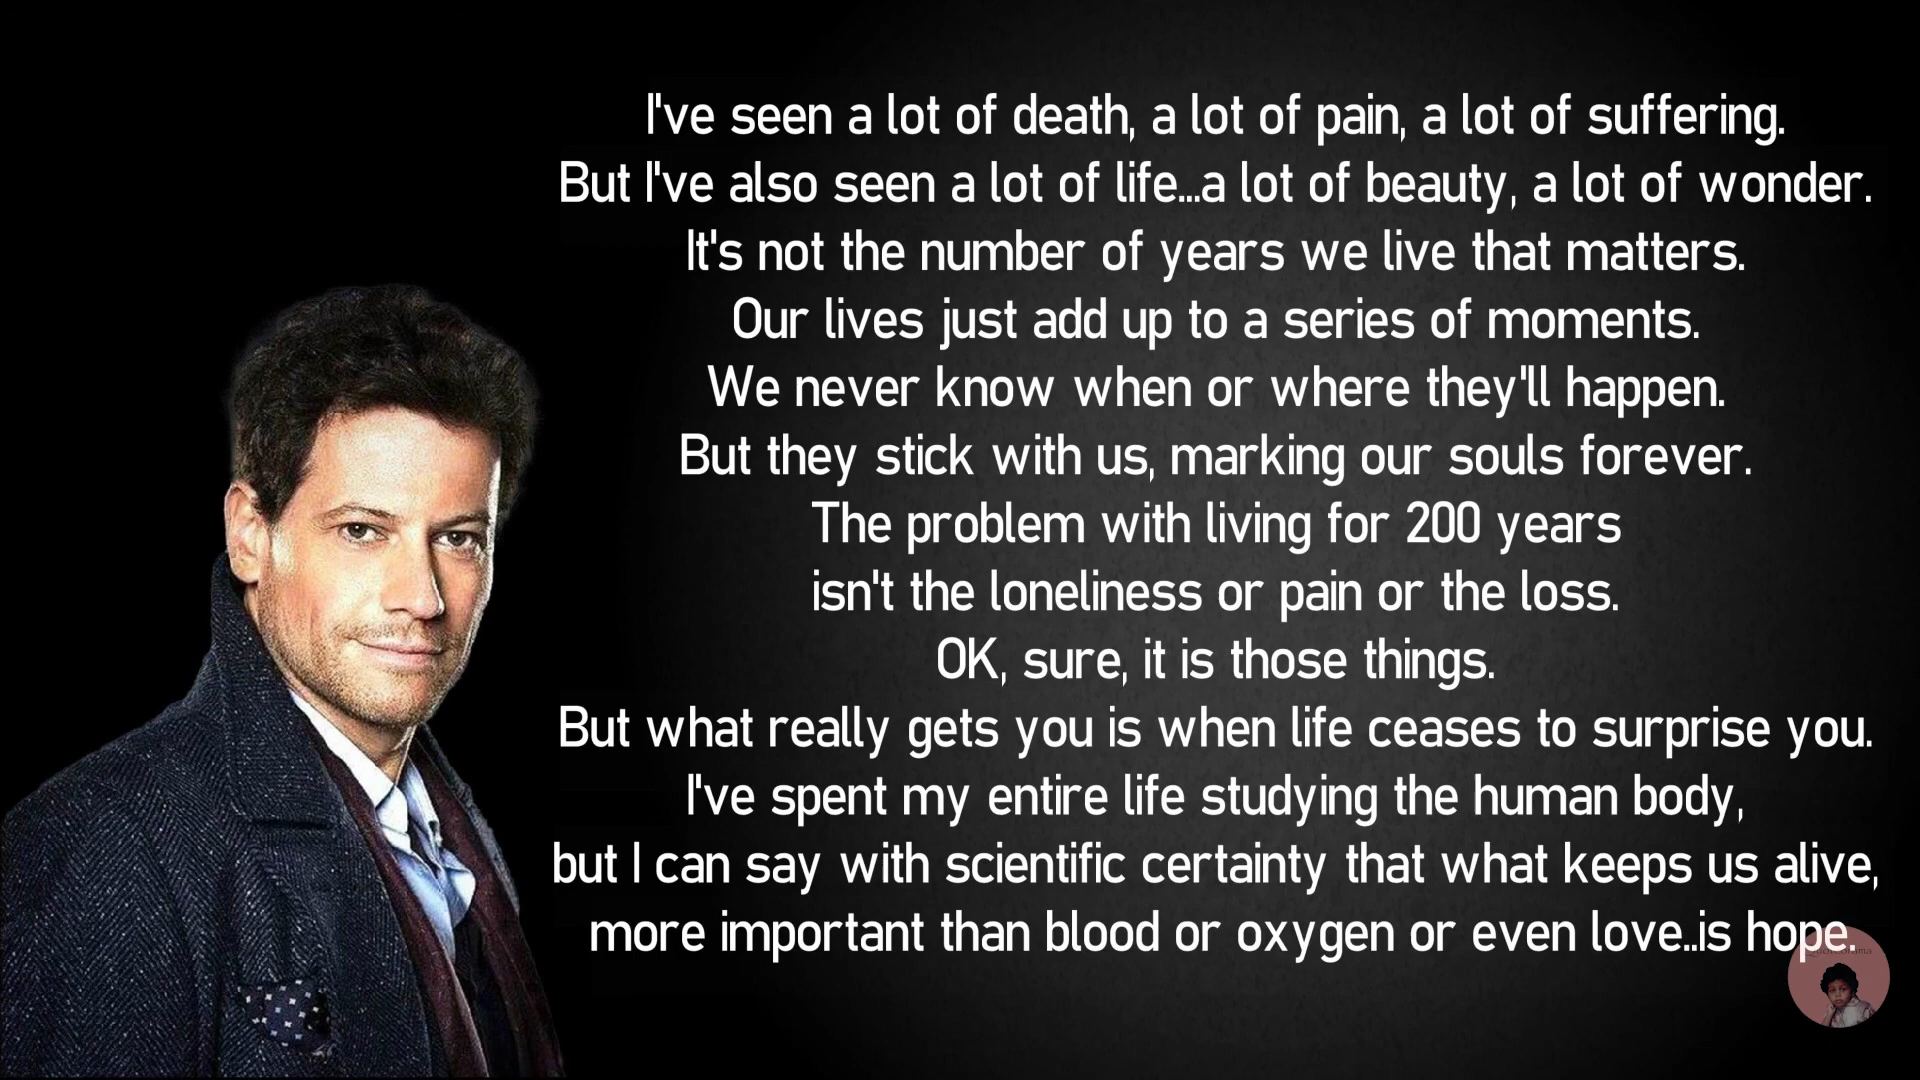 I've seen a lot of death, a lot of pain, a lot of suffering.
But I've also seen a lot of life...a lot of beauty, a lot of wonder.
It's not the number of years we live that matters.
Our lives just add up to a series of moments.
We never know when or where they'll happen.
But they stick with us, marking our souls forever.
The problem with living for 200 years
isn't the loneliness or pain or the loss.
OK, sure, it is those things.
But what really gets you is when life ceases to surprise you.
I've spent my entire life studying the human body,
but I can say with scientific certainty that what keeps us alive,
more important than blood or oxygen or even love..is hope.